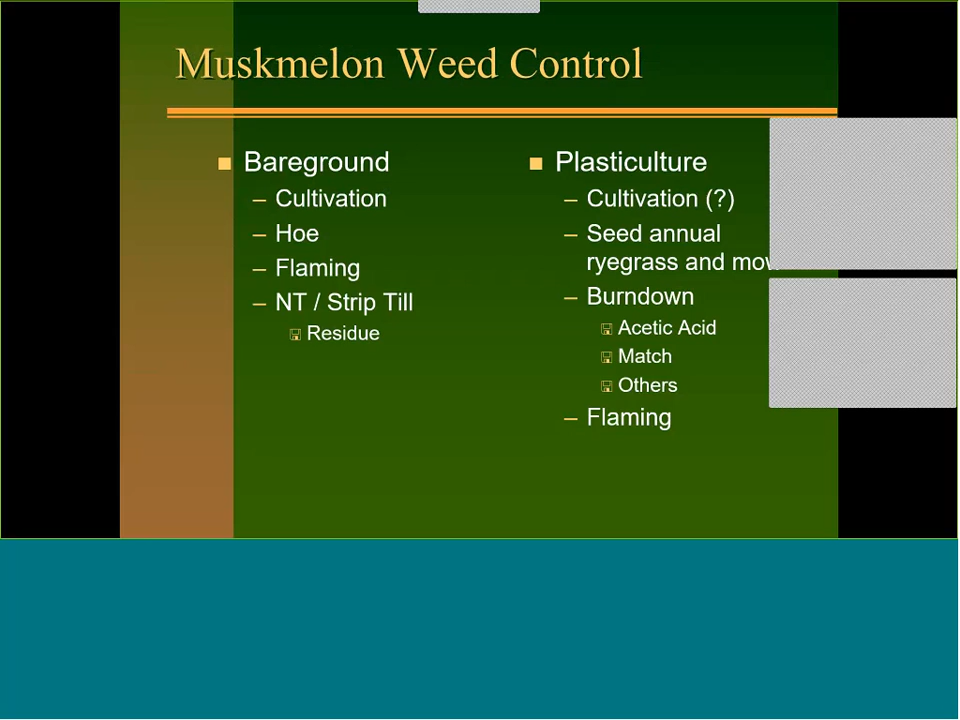 Muskmelon Weed Control
Bareground
– Cultivation
– Hoe
– Flaming
– NT / Strip Till
Residue
Plasticulture
– Cultivation (?)
– Seed annual
ryegrass and mow
– Burndown
Acetic Acid
Match
Others
– Flaming